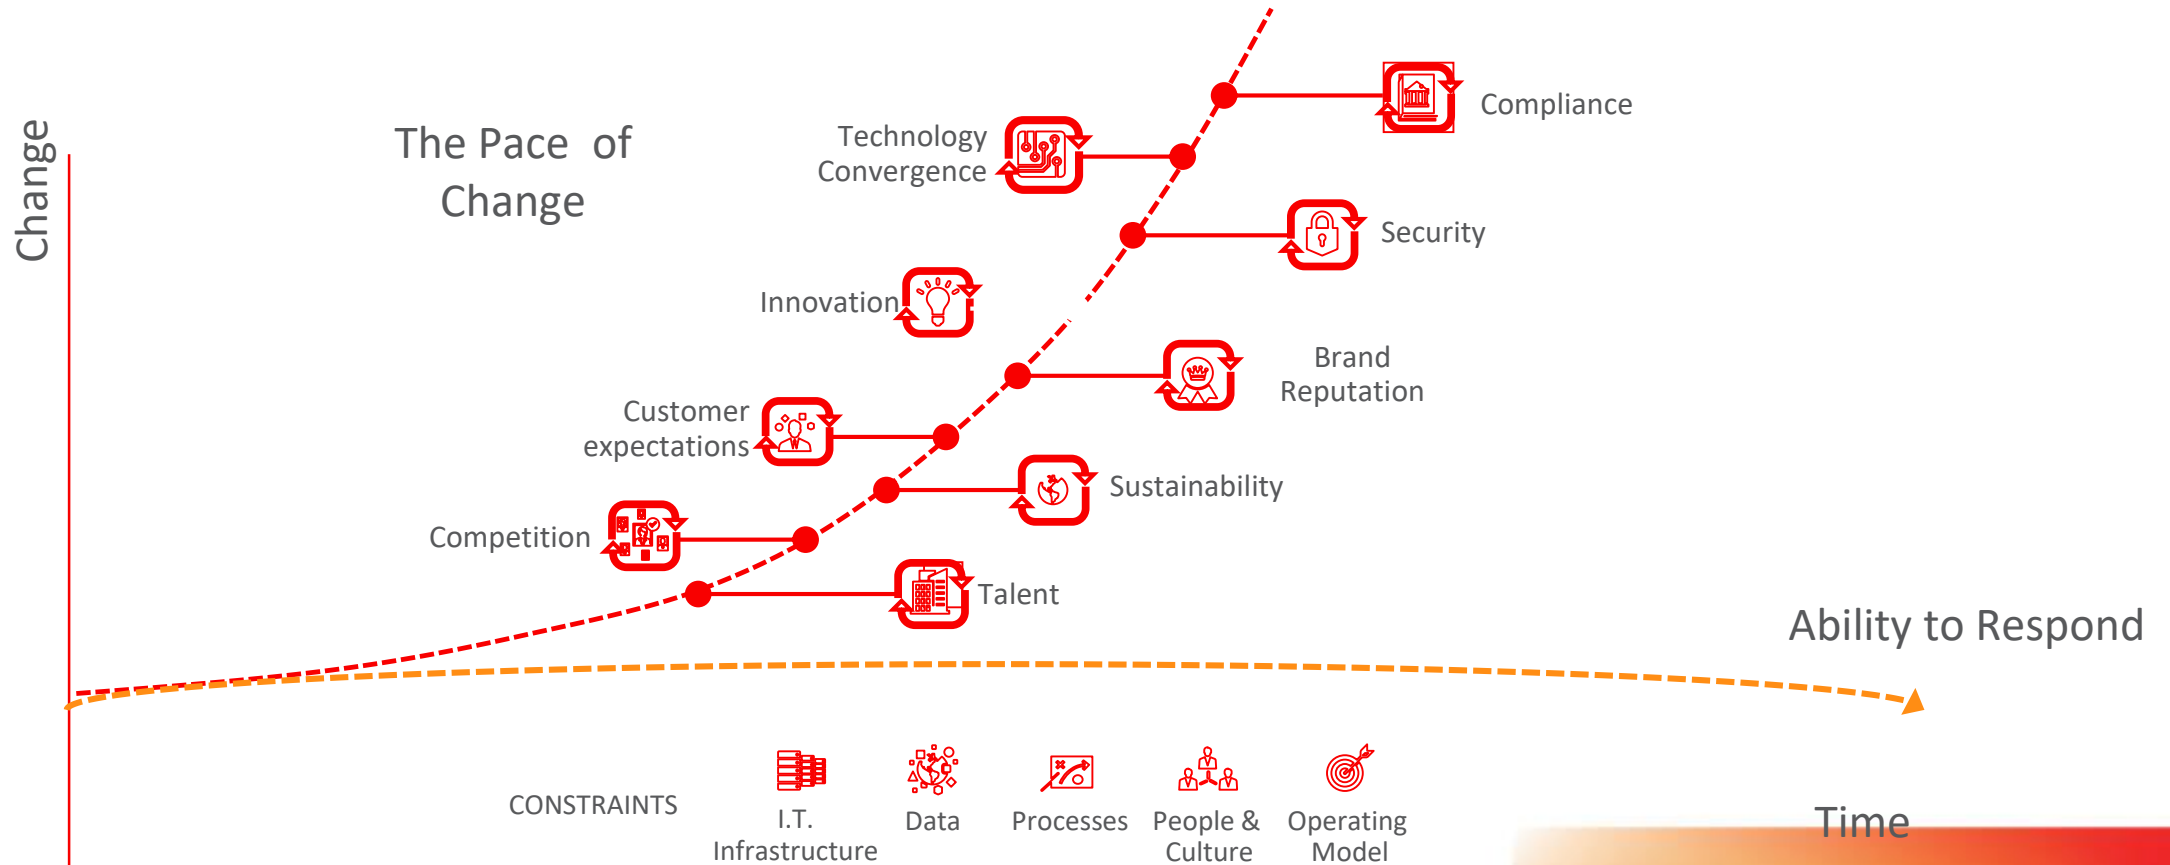 Change
The Pace of
Change
Compliance
Technology
Convergence
Security
Innovation
Brand
Reputation
Customer
expectations
Sustainability
Competition
Talent
Ability to Respond
CONSTRAINTS
I.T.
Infrastructure
Data
Processes
People &
Culture
Operating
Model
Time